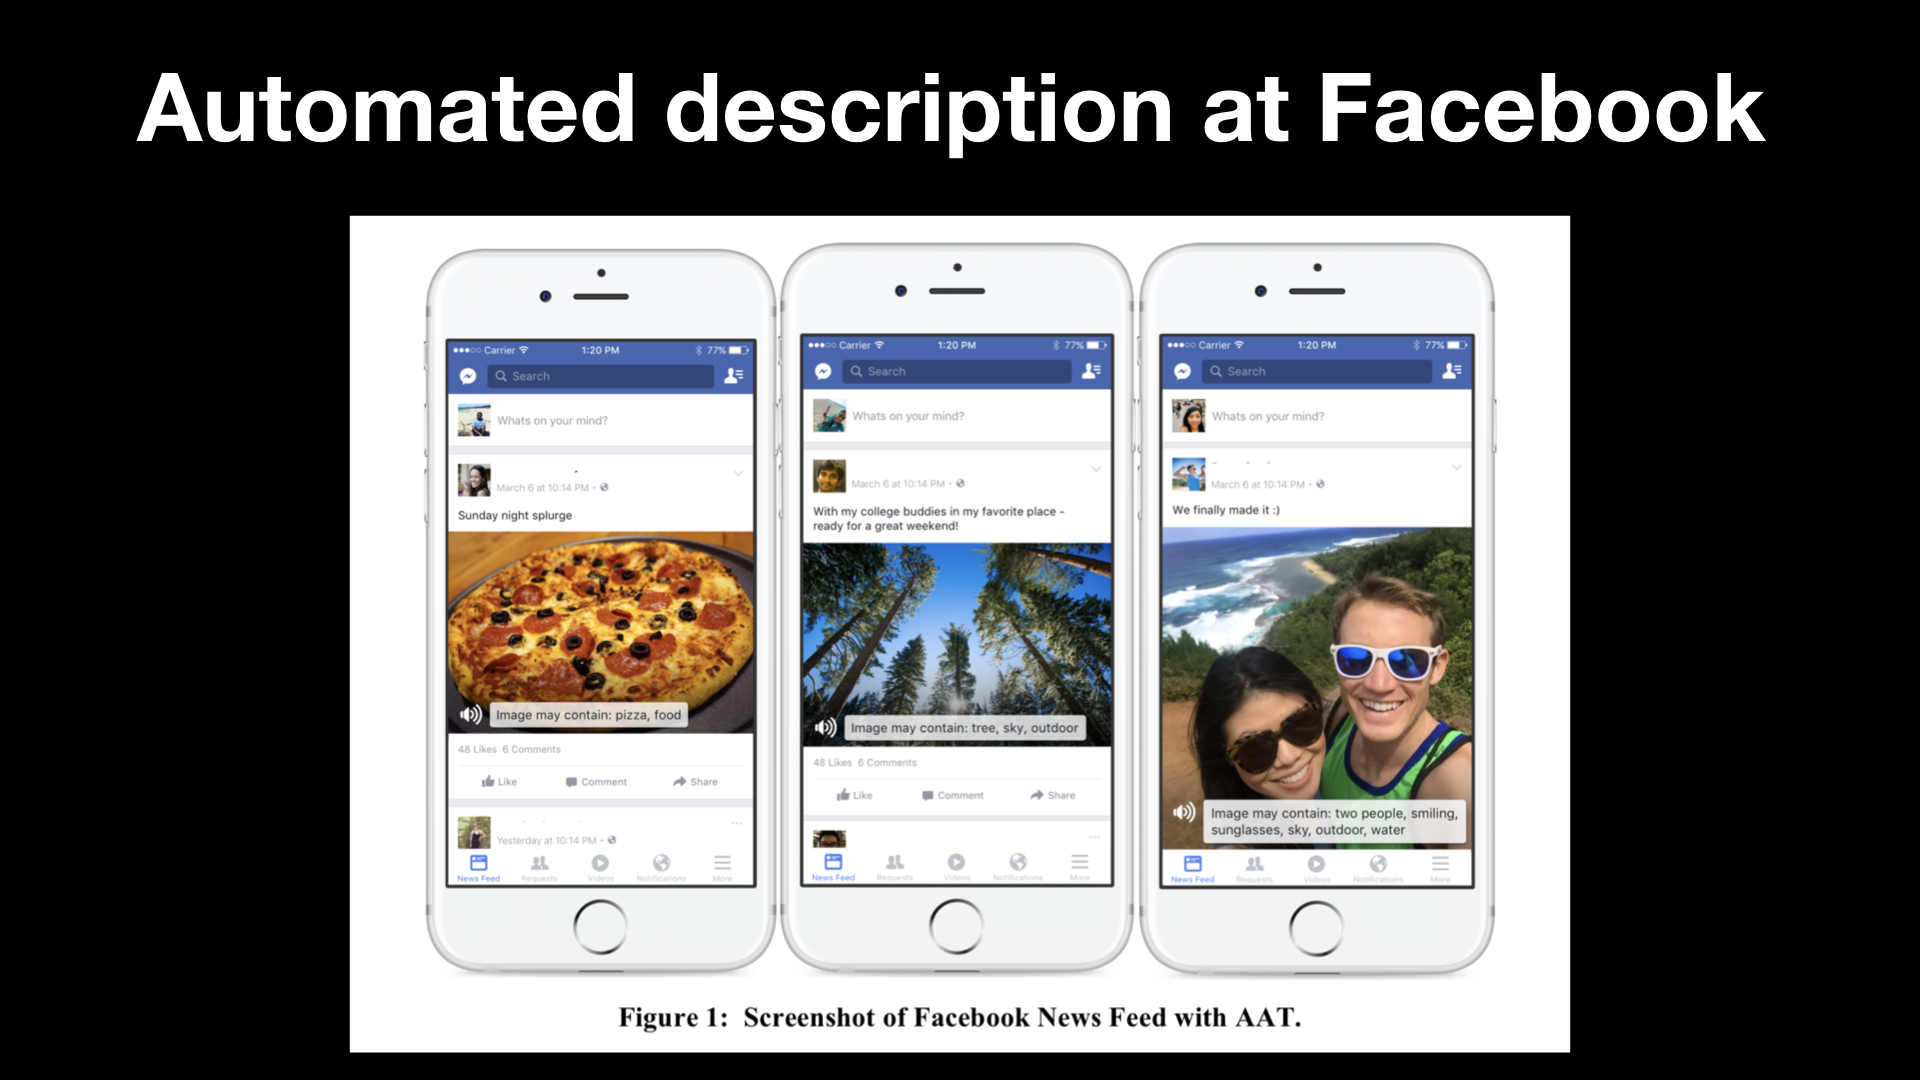 Automated description at Facebook
Carrier 1:20 PM 77%
Search
Whats on your mind?
March 6 at 10:14 PM •
Sunday night splurge
Image may contain: pizza, food
48 Likes 6 Comments
Like Comment Share
Yesterday at 10:14 PM •
News Feed Requests Videos Notifications More
Carrier 1:20 PM 77%
Search
Whats on your mind?
March 6 at 10:14 PM •
With my college buddies in my favorite place -
ready for a great weekend!
Image may contain: tree, sky, outdoor
48 Likes 6 Comments
Like Comment Share
News Feed Requests Videos Notifications More
Carrier 1:20 PM 77%
Search
Whats on your mind?
March 6 at 10:14 PM •
We finally made it :)
Image may contain: two people, smiling,
sunglasses, sky, outdoor, water
News Feed Requests Videos Notifications More
Figure 1: Screenshot of Facebook News Feed with AAT.